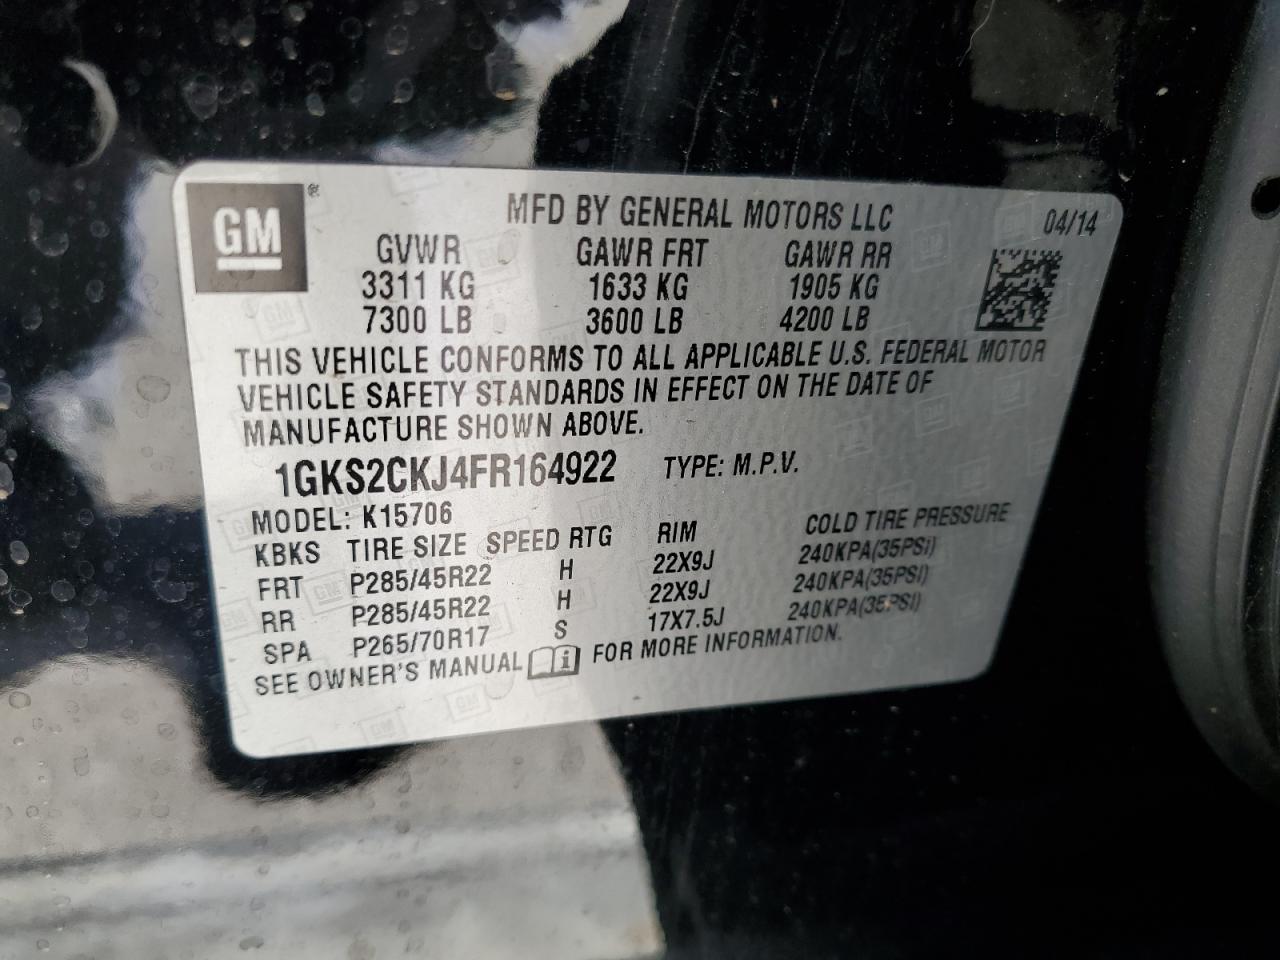 GM ®
MFD BY GENERAL MOTORS LLC 04/14
GVWR GAWR FRT GAWR RR
3311 KG 1633 KG 1905 KG
7300 LB 3600 LB 4200 LB
THIS VEHICLE CONFORMS TO ALL APPLICABLE U.S. FEDERAL MOTOR
VEHICLE SAFETY STANDARDS IN EFFECT ON THE DATE OF
MANUFACTURE SHOWN ABOVE.
1GKS2CKJ4FR164922 TYPE: M.P.V.
MODEL: K15706
KBKS TIRE SIZE SPEED RTG RIM COLD TIRE PRESSURE
FRT P285/45R22 H 22X9J 240KPA(35PSI)
RR P285/45R22 H 22X9J 240KPA(35PSI)
SPA P265/70R17 S 17X7.5J 240KPA(35PSI)
SEE OWNER'S MANUAL FOR MORE INFORMATION.